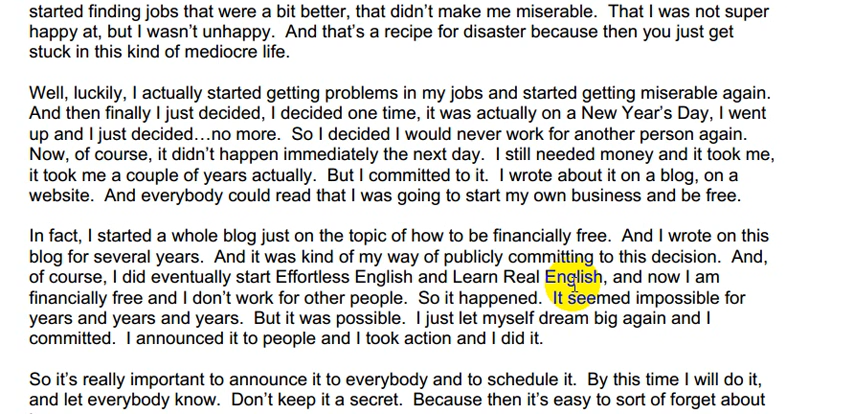 started finding jobs that were a bit better, that didn’t make me miserable.  That I was not super
happy at, but I wasn’t unhappy.  And that’s a recipe for disaster because then you just get
stuck in this kind of mediocre life.
Well, luckily, I actually started getting problems in my jobs and started getting miserable again.
And then finally I just decided, I decided one time, it was actually on a New Year’s Day, I went
up and I just decided…no more.  So I decided I would never work for another person again.
Now, of course, it didn’t happen immediately the next day.  I still needed money and it took me,
it took me a couple of years actually.  But I committed to it.  I wrote about it on a blog, on a
website.  And everybody could read that I was going to start my own business and be free.
In fact, I started a whole blog just on the topic of how to be financially free.  And I wrote on this
blog for several years.  And it was kind of my way of publicly committing to this decision.  And,
of course, I did eventually start Effortless English and Learn Real English, and now I am
financially free and I don’t work for other people.  So it happened.  It seemed impossible for
years and years and years.  But it was possible.  I just let myself dream big again and I
committed.  I announced it to people and I took action and I did it.
So it’s really important to announce it to everybody and to schedule it.  By this time I will do it,
and let everybody know.  Don’t keep it a secret.  Because then it’s easy to sort of forget about